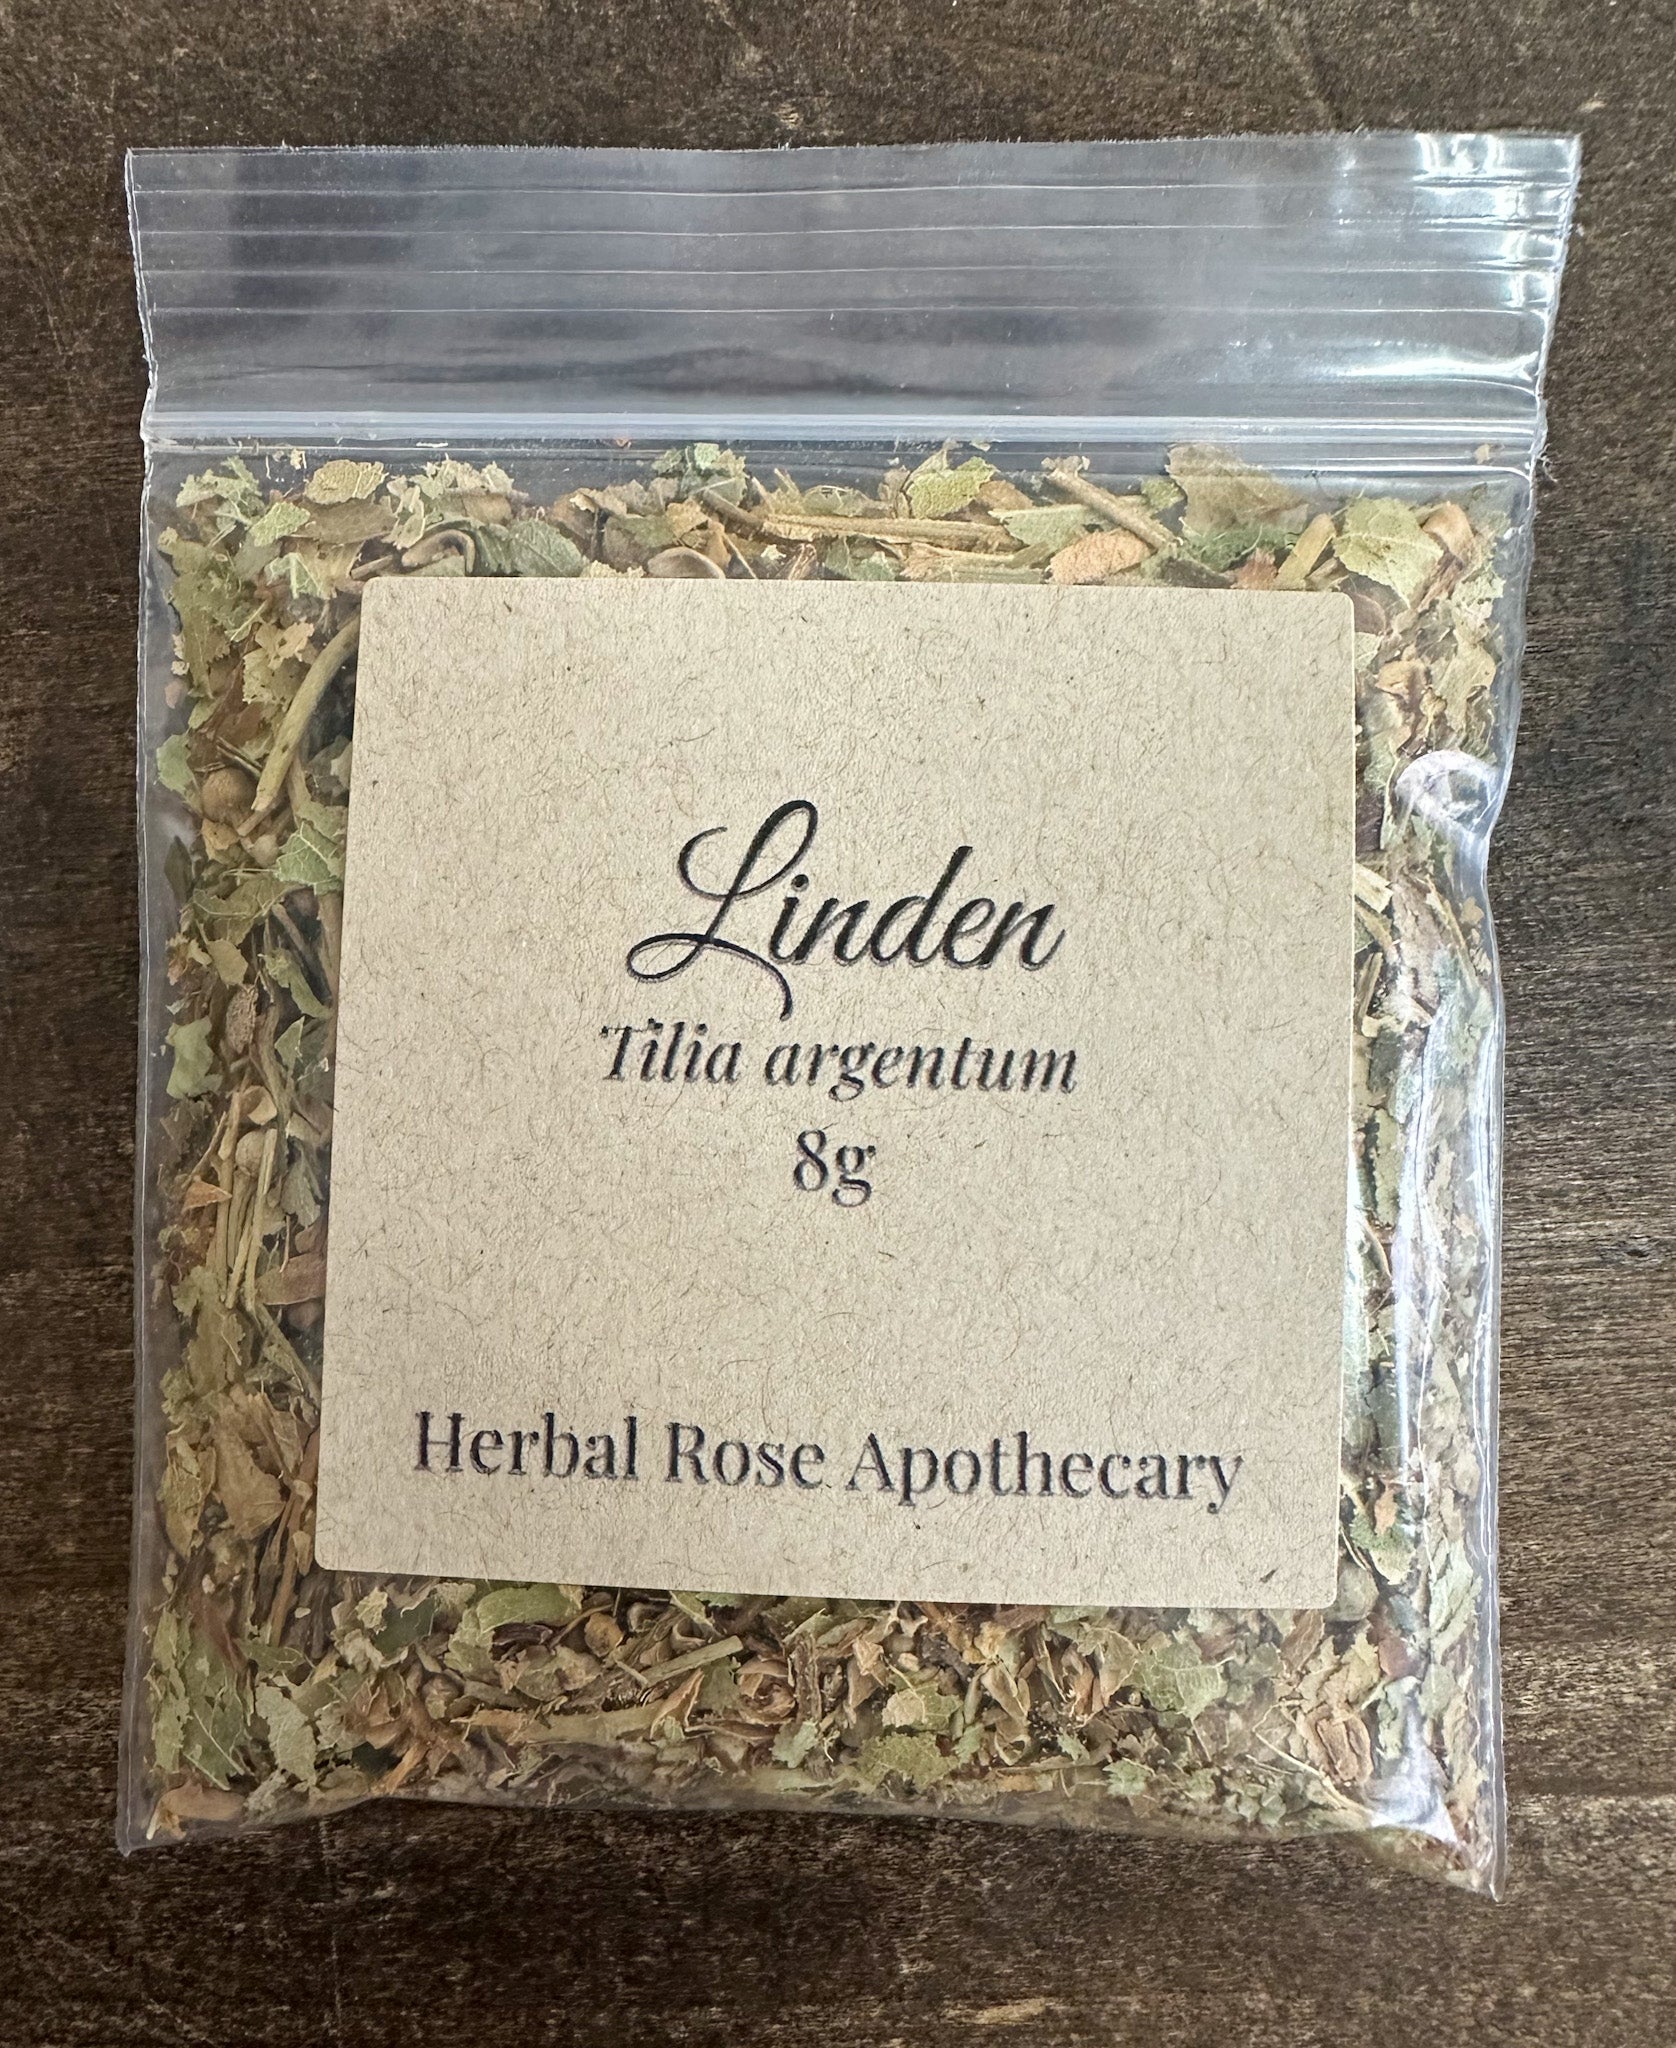 Linden
Tilia argentum
8g
Herbal Rose Apothecary